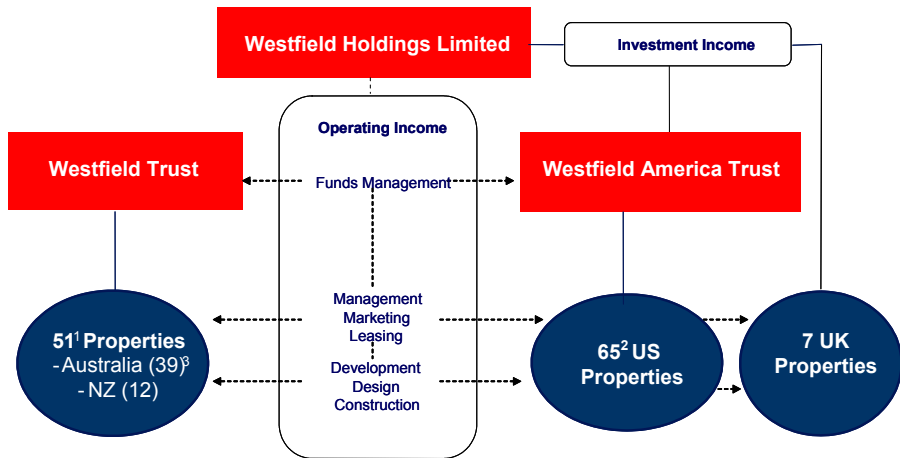 Westfield Holdings Limited
Investment Income
Operating Income
Westfield Trust
Funds Management
Westfield America Trust
Management
Marketing
Leasing
Development
Design
Construction
51¹ Properties
-Australia (39)³
-NZ (12)
65² US
Properties
7 UK
Properties